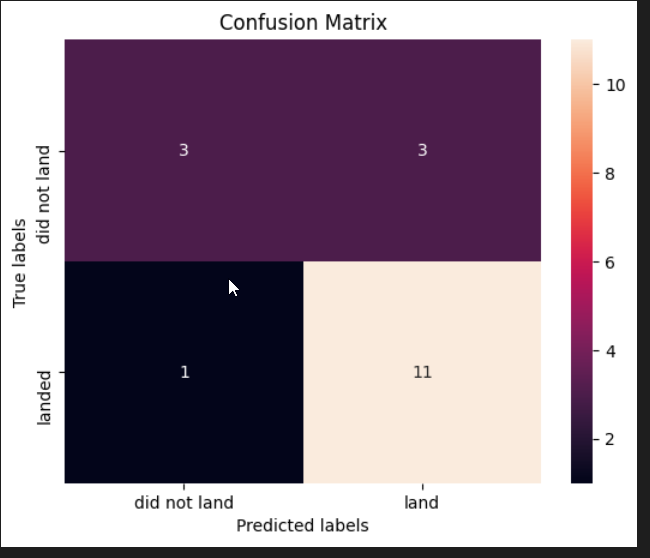 Confusion Matrix
True labels
did not land
landed
3
3
1
11
did not land
land
Predicted labels
10
8
6
4
2